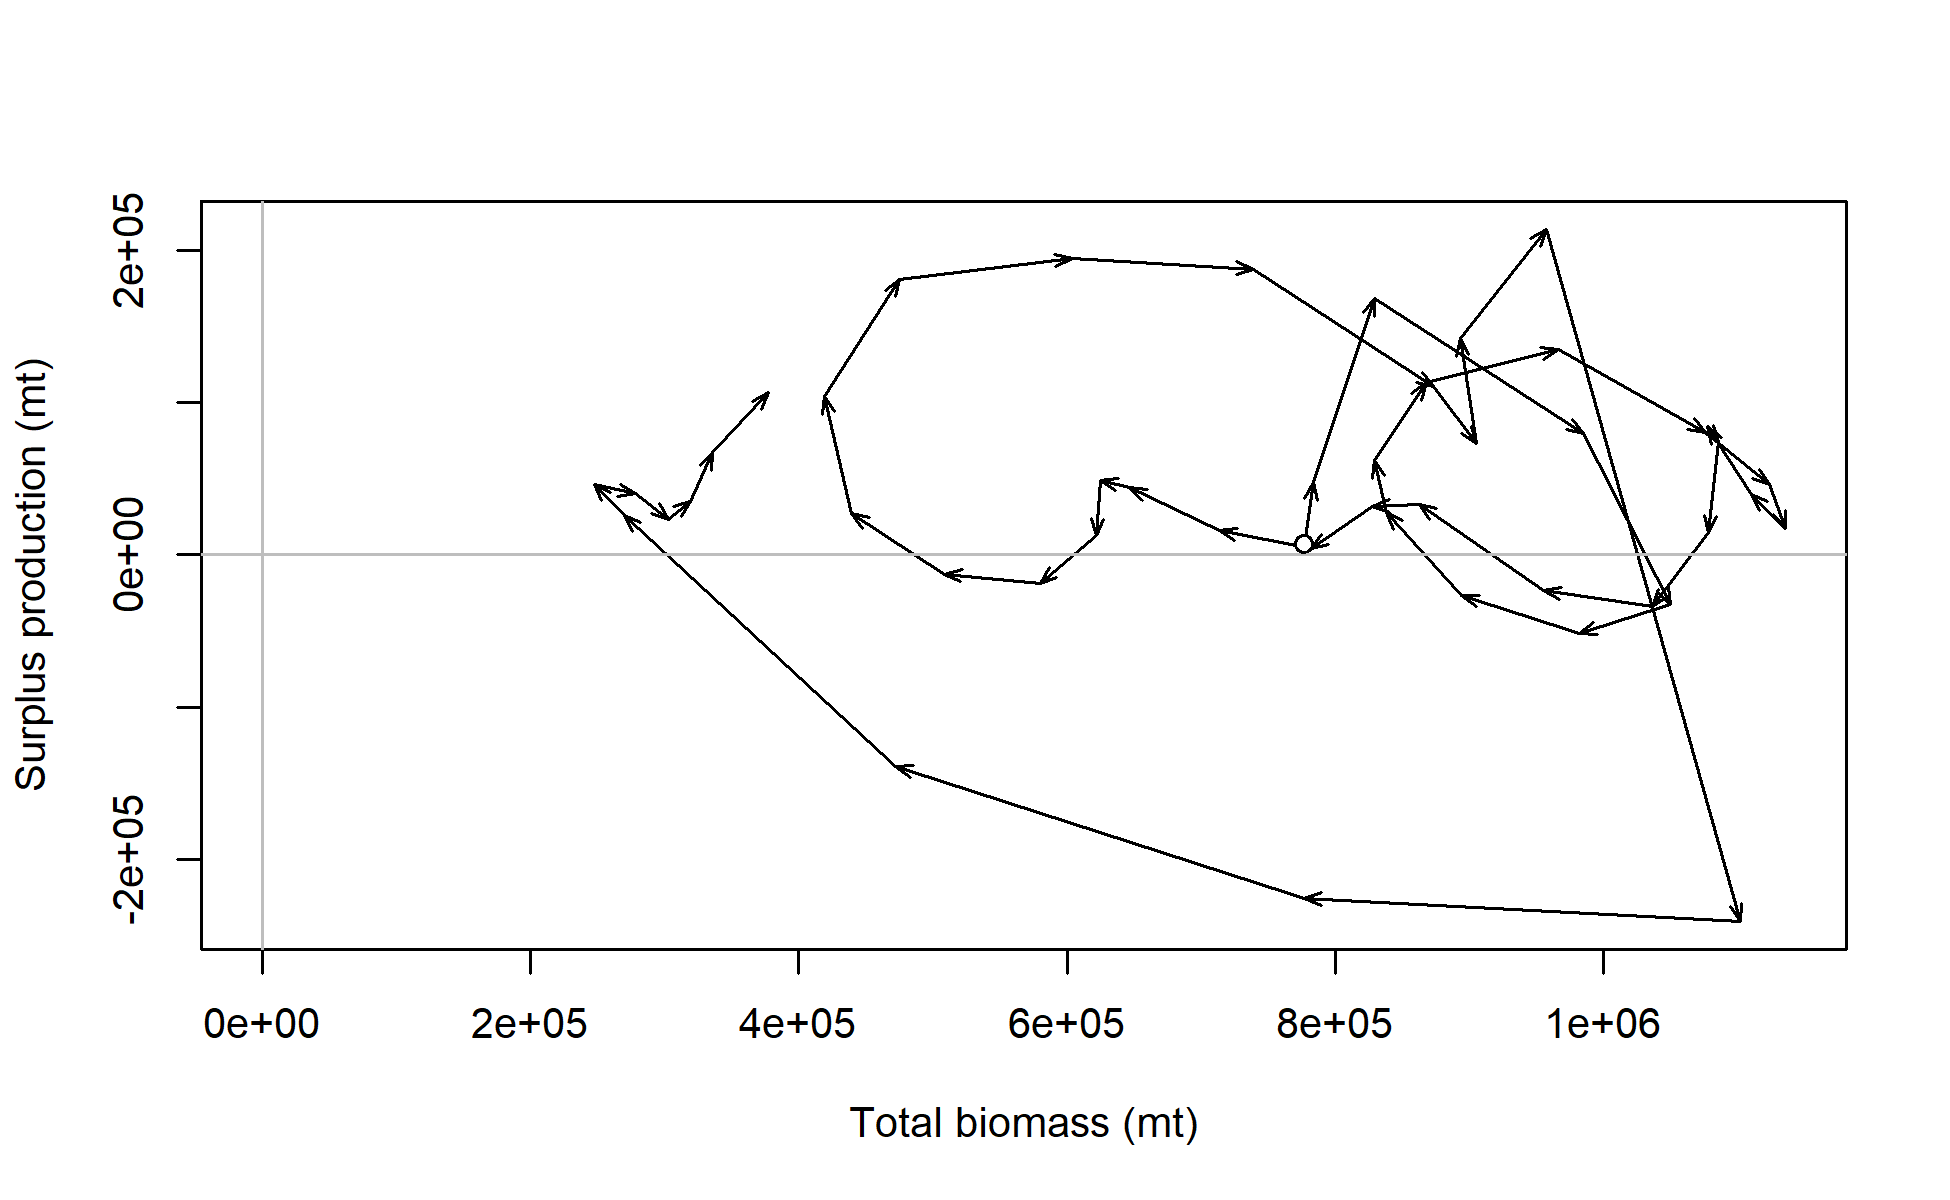 2e+05
0e+00
-2e+05
Surplus production (mt)
0e+00 2e+05 4e+05 6e+05 8e+05 1e+06
Total biomass (mt)